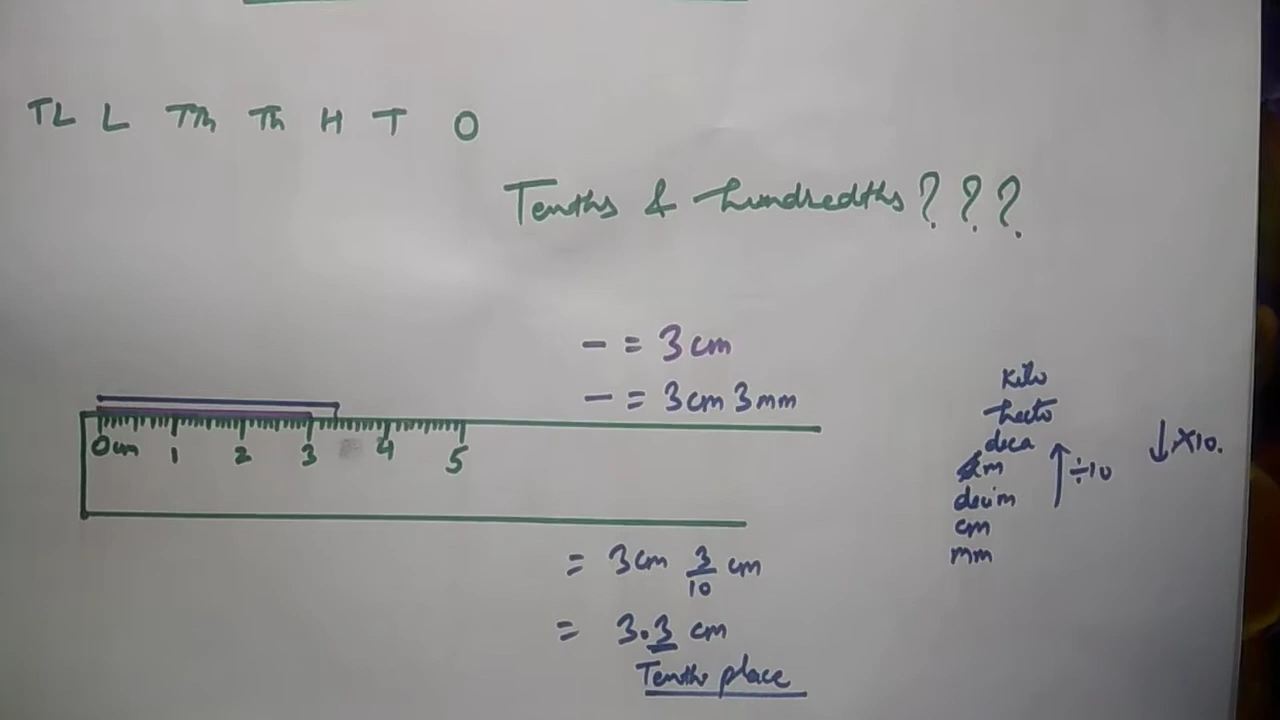 TL L TTh Th H T O
Tenths & hundredths ???
- = 3 cm
- = 3 cm 3 mm
0cm 1 2 3 4 5
= 3 cm 3/10 cm
= 3.3 cm
Tenths place
Kilo
hecto
deca
m
decim
cm
mm
↑ ÷10
↓ ×10.